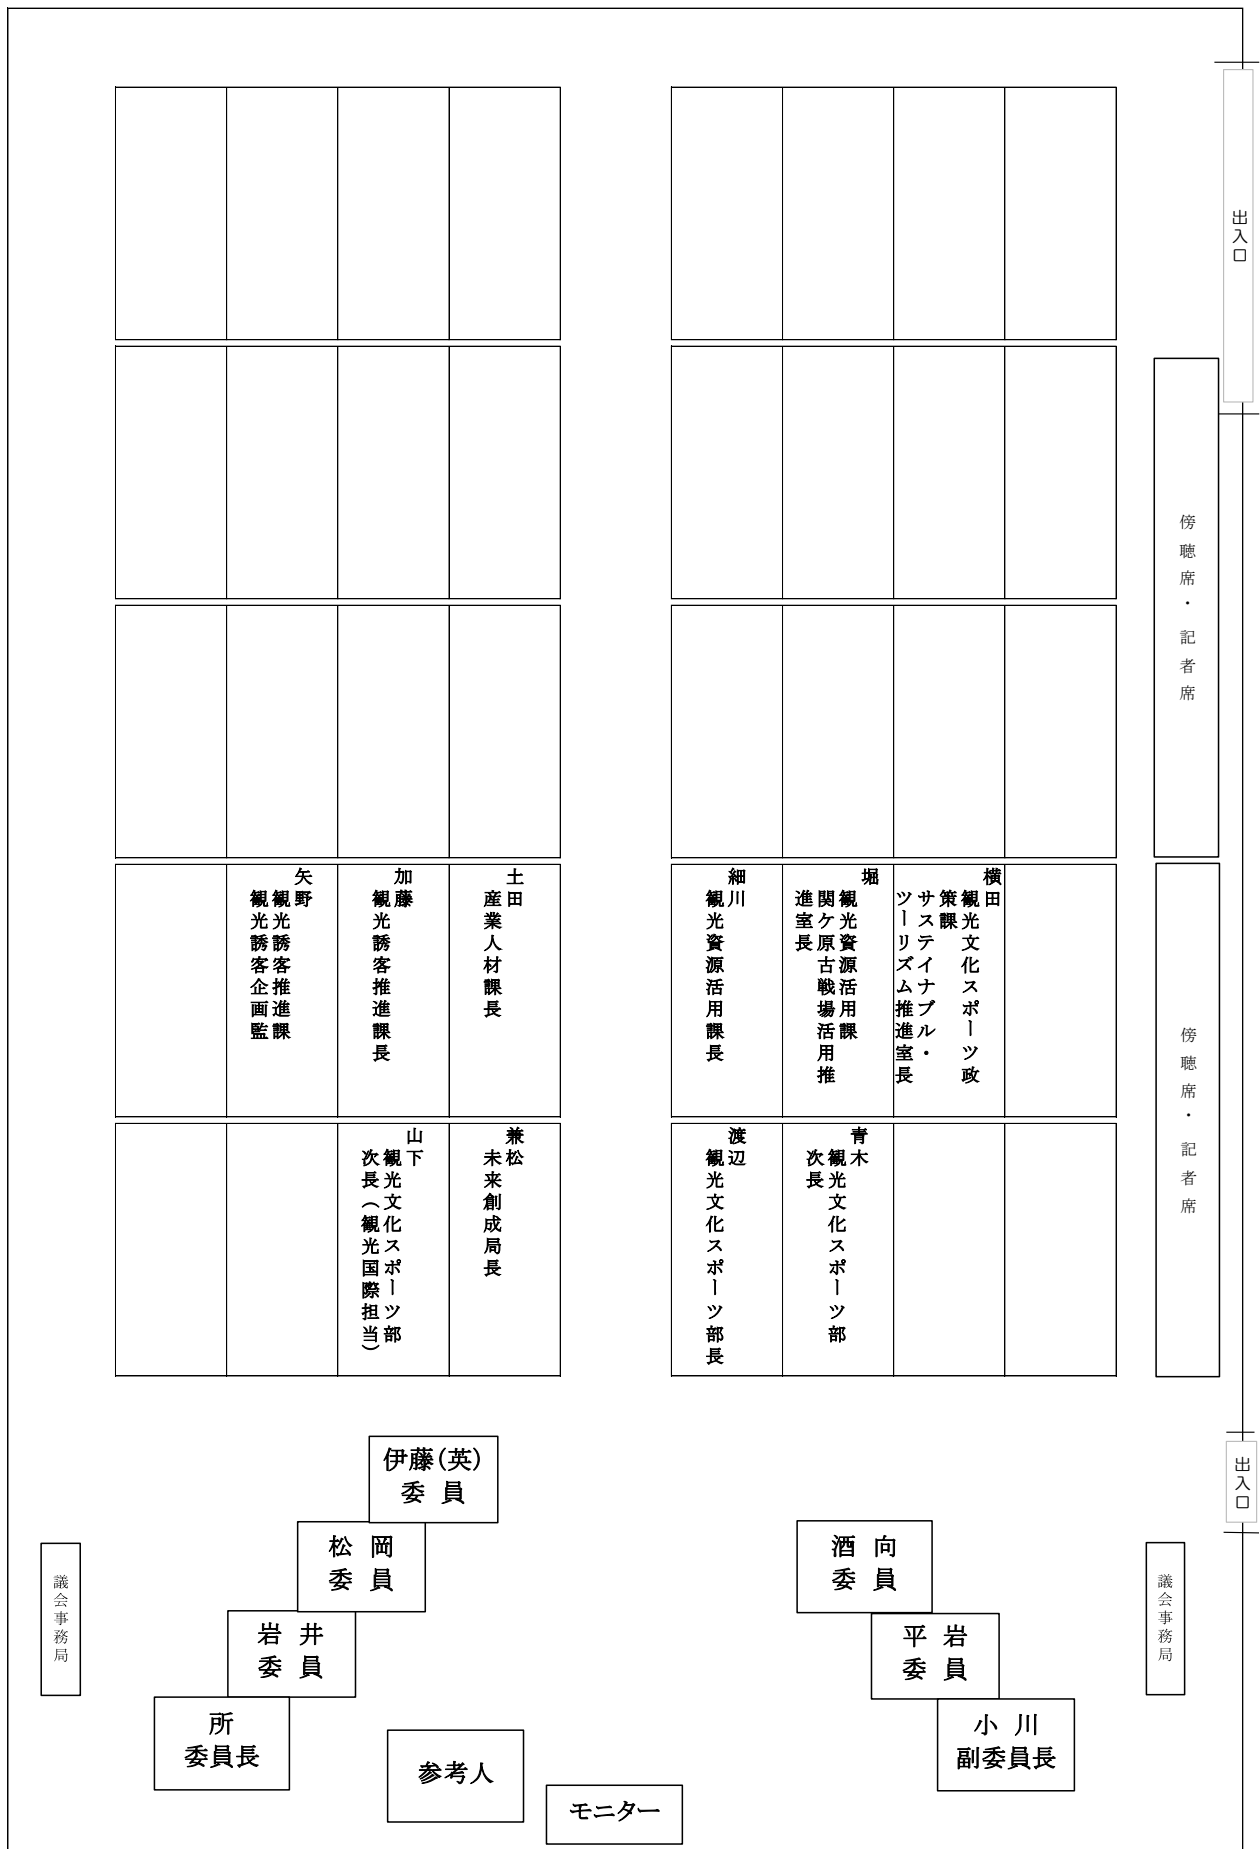 出入口
傍聴席・記者席
横田
観光文化スポーツ政
策課
サステイナブル・
ツーリズム推進室長
堀
観光資源活用課
関ケ原古戦場活用推
進室長
細川
観光資源活用課長
土田
産業人材課長
加藤
観光誘客推進課長
矢野
観光誘客推進課
観光誘客企画監
傍聴席・記者席
青木
観光文化スポーツ部
次長
渡辺
観光文化スポーツ部長
兼松
未来創成局長
山下
観光文化スポーツ部
次長(観光国際担当)
出入口
伊藤(英)
委員
松岡
委員
岩井
委員
所
委員長
酒向
委員
平岩
委員
小川
副委員長
議会事務局
議会事務局
参考人
モニター